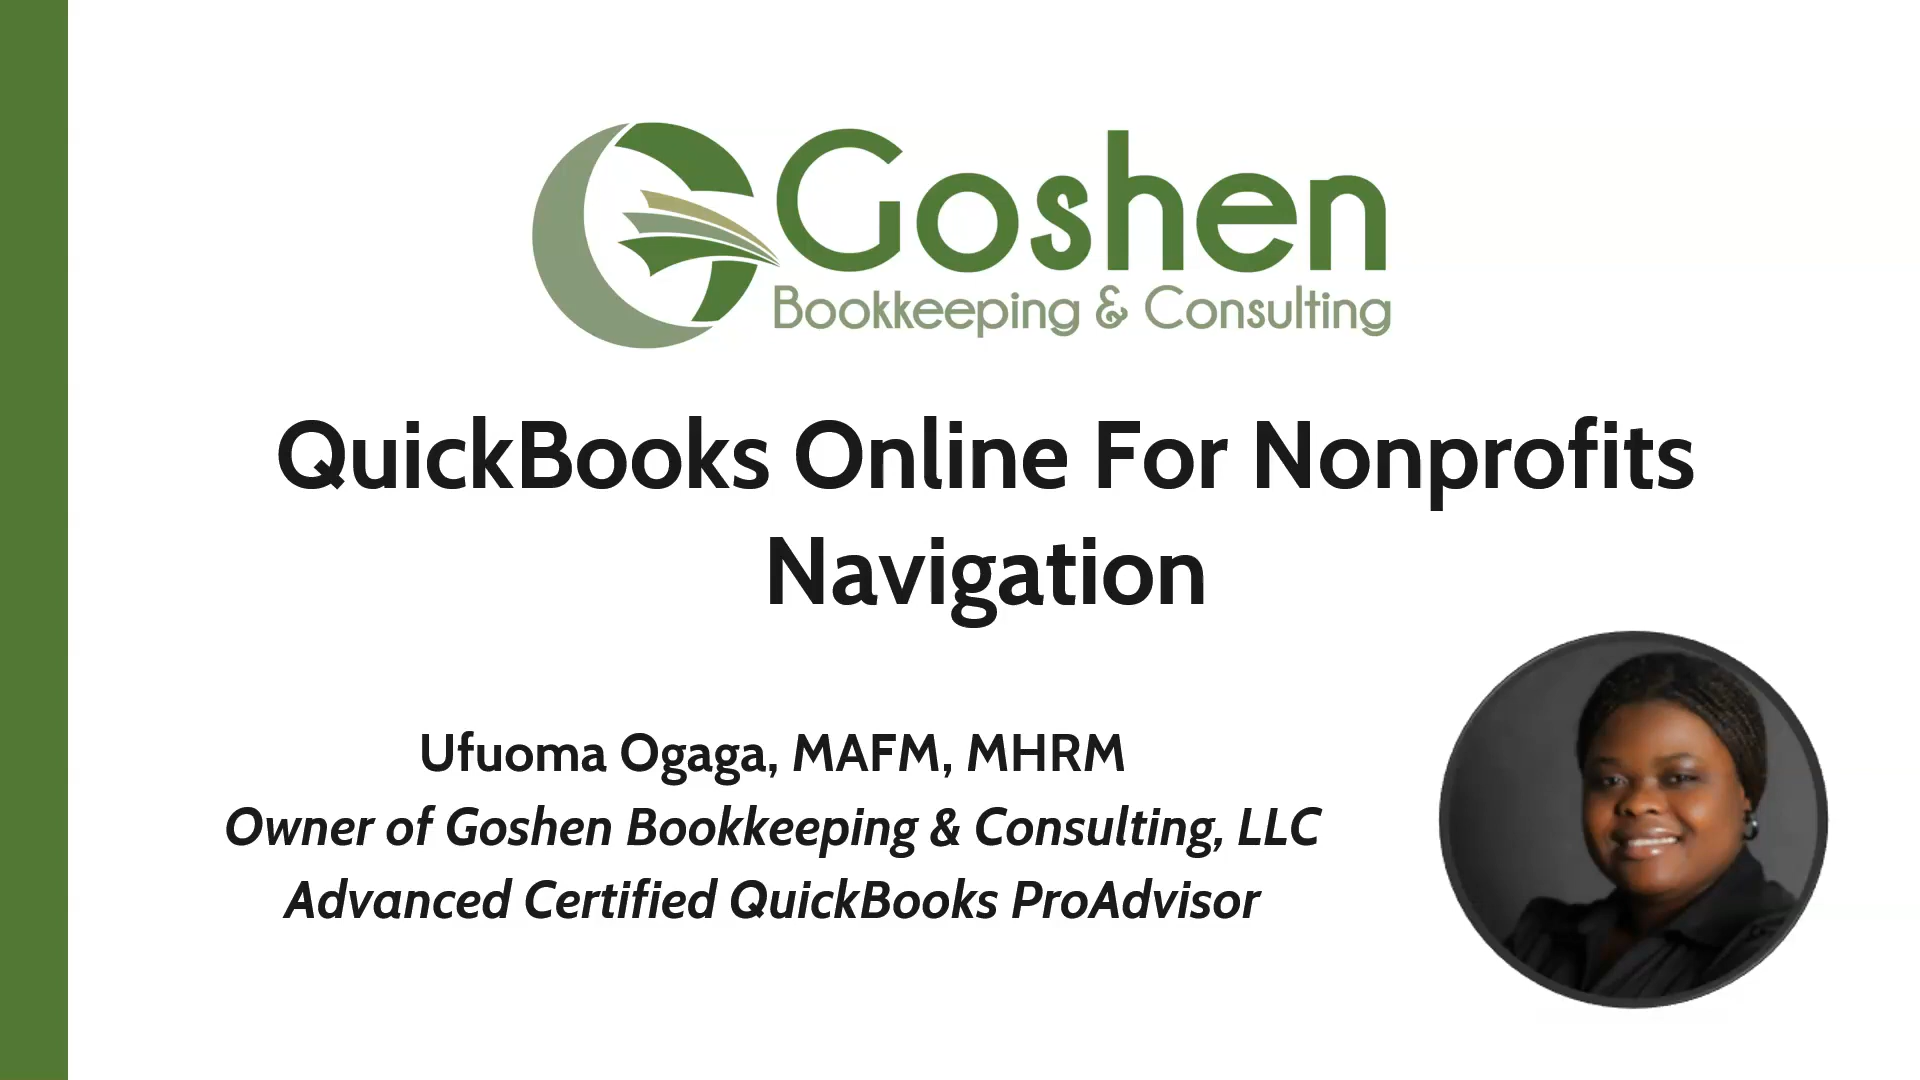 Goshen
Bookkeeping & Consulting
QuickBooks Online For Nonprofits
Navigation
Ufuoma Ogaga, MAFM, MHRM
Owner of Goshen Bookkeeping & Consulting, LLC
Advanced Certified QuickBooks ProAdvisor